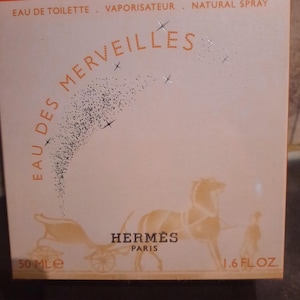 EAU DE TOILETTE . VAPORISATEUR . NATURAL SPRAY
EAU DES MERVEILLES
HERMÈS
PARIS
50 ML e 1.6 FL.OZ.